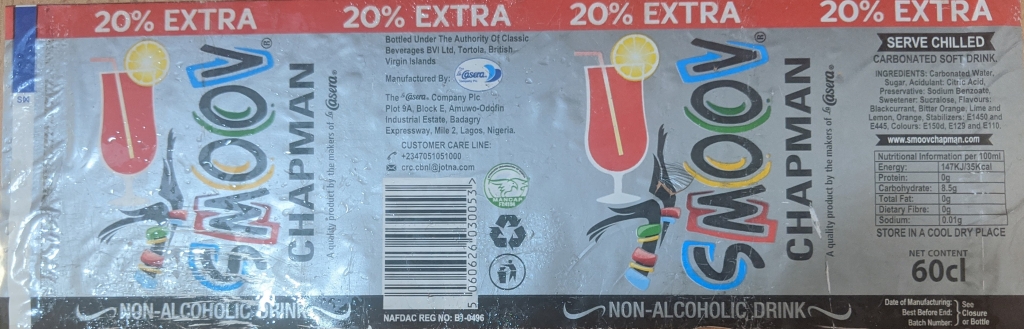 20% EXTRA
20% EXTRA
20% EXTRA
20% EXTRA
SMOOV®
CHAPMAN
A quality product by the makers of La Casera®
NON-ALCOHOLIC DRINK
Bottled Under The Authority Of Classic
Beverages BVI Ltd, Tortola, British
Virgin Islands
Manufactured By: La Casera
The La Casera® Company Plc
Plot 9A, Block E, Amuwo-Odofin
Industrial Estate, Badagry
Expressway, Mile 2, Lagos, Nigeria.
CUSTOMER CARE LINE:
+2347051051000
crc.cbnl@jotna.com
MANCAP
5 060626 030053
NAFDAC REG NO: B1-0496
SMOOV®
CHAPMAN
A quality product by the makers of La Casera®
NON-ALCOHOLIC DRINK
SERVE CHILLED
CARBONATED SOFT DRINK.
INGREDIENTS: Carbonated Water,
Sugar, Acidulant: Citric Acid,
Preservative: Sodium Benzoate,
Sweetener: Sucralose, Flavours:
Blackcurrant, Bitter Orange, Lime and
Lamon, Orange, Stabilizers: E1450 and
E445, Colours: E150d, E129 and E110.
www.smoovchapman.com
Nutritional Information per 100ml
Energy: 147KJ/35Kcal
Protein: 0g
Carbohydrate: 8.5g
Total Fat: 0g
Dietary Fibre: 0g
Sodium: 0.01g
STORE IN A COOL DRY PLACE
NET CONTENT
60cl
Date of Manufacturing: See
Best Before End: Closure
Batch Number: or Bottle